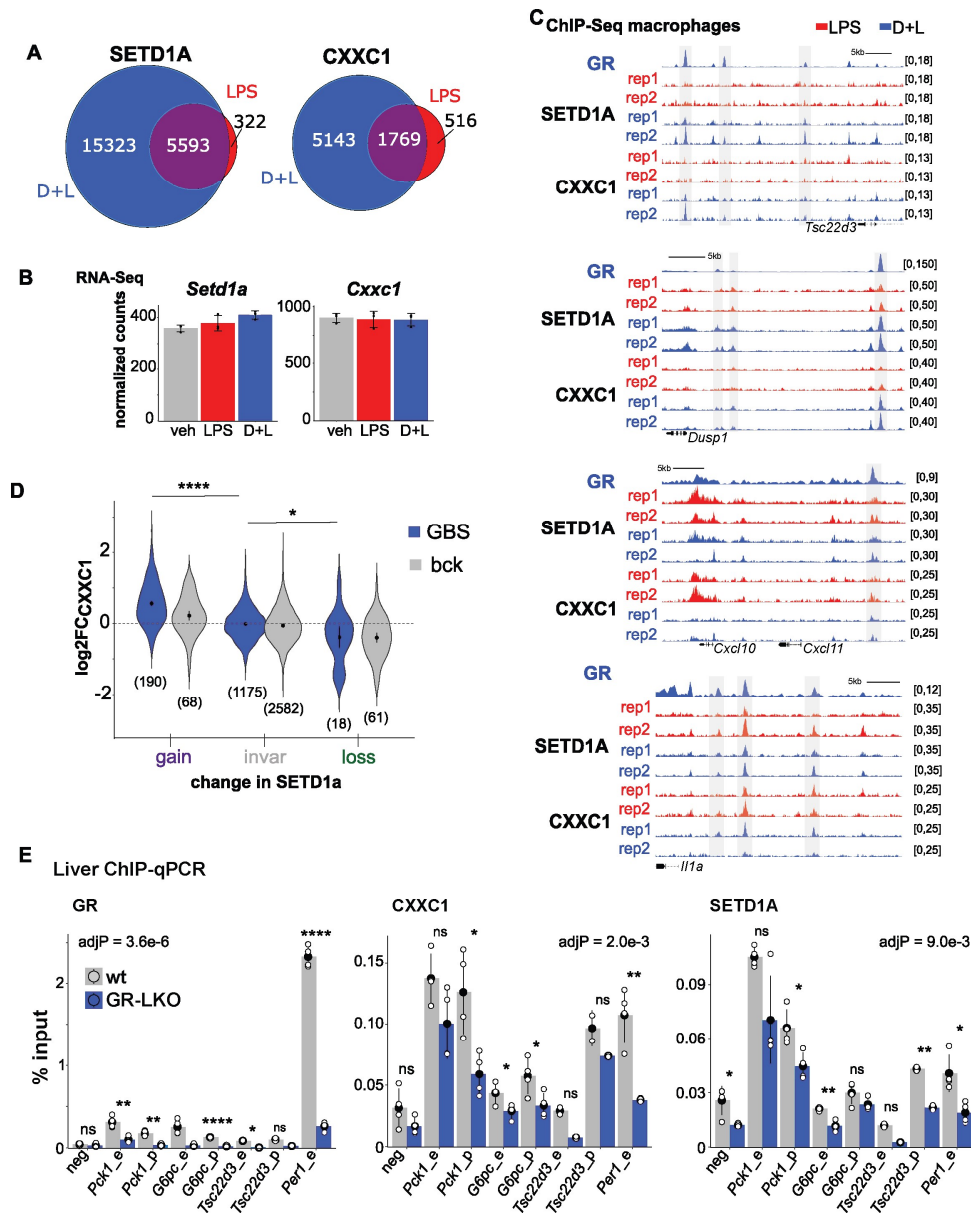 A
SETD1A
CXXC1
LPS
LPS
15323
5593
322
5143
1769
516
D+L
D+L
B
RNA-Seq
Setd1a
Cxxc1
normalized counts
400
200
0
1000
500
0
veh LPS D+L
veh LPS D+L
C
ChIP-Seq macrophages
LPS
D+L
5kb
GR
[0,18]
rep1
[0,18]
rep2
[0,18]
SETD1A
rep1
[0,18]
rep2
[0,18]
rep1
[0,13]
rep2
[0,13]
CXXC1
rep1
[0,13]
rep2
[0,13]
Tsc22d3
5kb
GR
[0,150]
rep1
[0,50]
rep2
[0,50]
SETD1A
rep1
[0,50]
rep2
[0,50]
rep1
[0,40]
rep2
[0,40]
CXXC1
rep1
[0,40]
rep2
[0,40]
Dusp1
5kb
GR
[0,9]
rep1
[0,30]
SETD1A
rep2
[0,30]
rep1
[0,30]
rep2
[0,30]
rep1
[0,25]
CXXC1
rep2
[0,25]
rep1
[0,25]
rep2
[0,25]
Cxcl10
Cxcl11
GR
5kb
[0,12]
rep1
[0,35]
rep2
[0,35]
SETD1A
rep1
[0,35]
rep2
[0,35]
rep1
[0,25]
rep2
[0,25]
CXXC1
rep1
[0,25]
rep2
[0,25]
Il1a
D
****
*
GBS
bck
log2FCCXXC1
2
0
-2
(190)
(68)
(1175)
(2582)
(18)
(61)
gain
invar
loss
change in SETD1a
E
Liver ChIP-qPCR
GR
adjP = 3.6e-6
wt
GR-LKO
% input
2
1
0
ns
**
**
****
*
ns
****
neg
Pck1_e
Pck1_p
G6pc_e
G6pc_p
Tsc22d3_e
Tsc22d3_p
Per1_e
CXXC1
adjP = 2.0e-3
0.15
0.10
0.05
0
ns
ns
*
*
*
ns
ns
**
neg
Pck1_e
Pck1_p
G6pc_e
G6pc_p
Tsc22d3_e
Tsc22d3_p
Per1_e
SETD1A
adjP = 9.0e-3
0.09
0.06
0.03
0
*
ns
*
**
ns
ns
**
*
neg
Pck1_e
Pck1_p
G6pc_e
G6pc_p
Tsc22d3_e
Tsc22d3_p
Per1_e